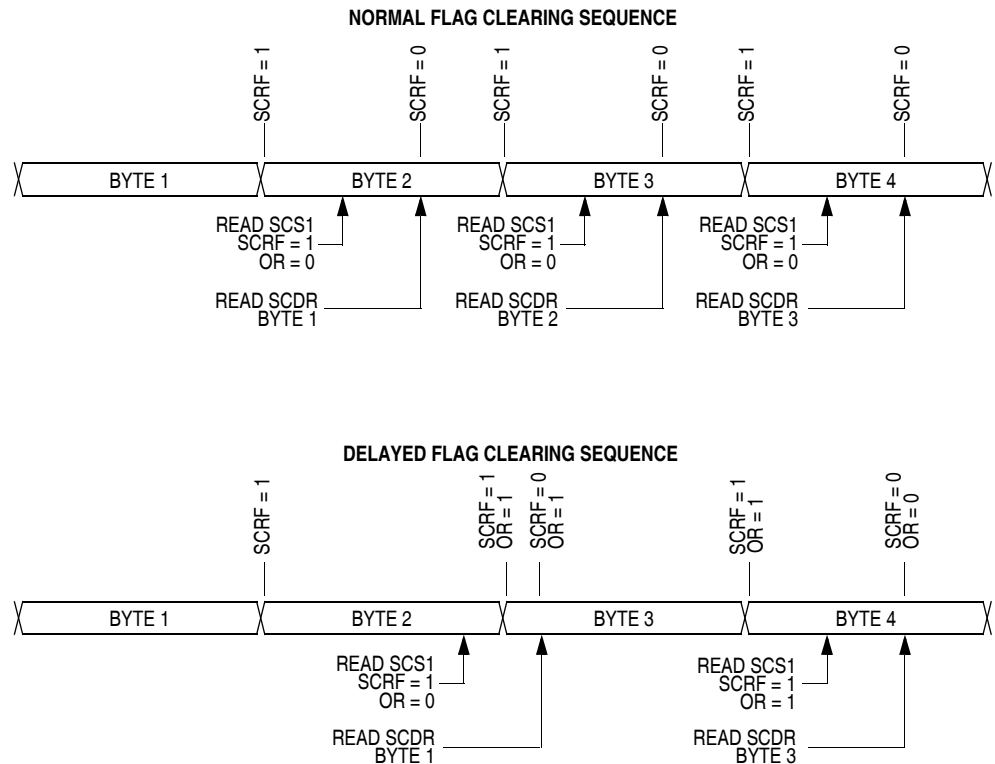 NORMAL FLAG CLEARING SEQUENCE
SCRF = 1
SCRF = 0
SCRF = 1
SCRF = 0
SCRF = 1
SCRF = 0
BYTE 1
BYTE 2
BYTE 3
BYTE 4
READ SCS1
SCRF = 1
OR = 0
READ SCS1
SCRF = 1
OR = 0
READ SCS1
SCRF = 1
OR = 0
READ SCDR
BYTE 1
READ SCDR
BYTE 2
READ SCDR
BYTE 3
DELAYED FLAG CLEARING SEQUENCE
SCRF = 1
SCRF = 1
OR = 1
SCRF = 0
OR = 1
SCRF = 1
OR = 1
SCRF = 0
OR = 0
BYTE 1
BYTE 2
BYTE 3
BYTE 4
READ SCS1
SCRF = 1
OR = 0
READ SCS1
SCRF = 1
OR = 1
READ SCDR
BYTE 1
READ SCDR
BYTE 3